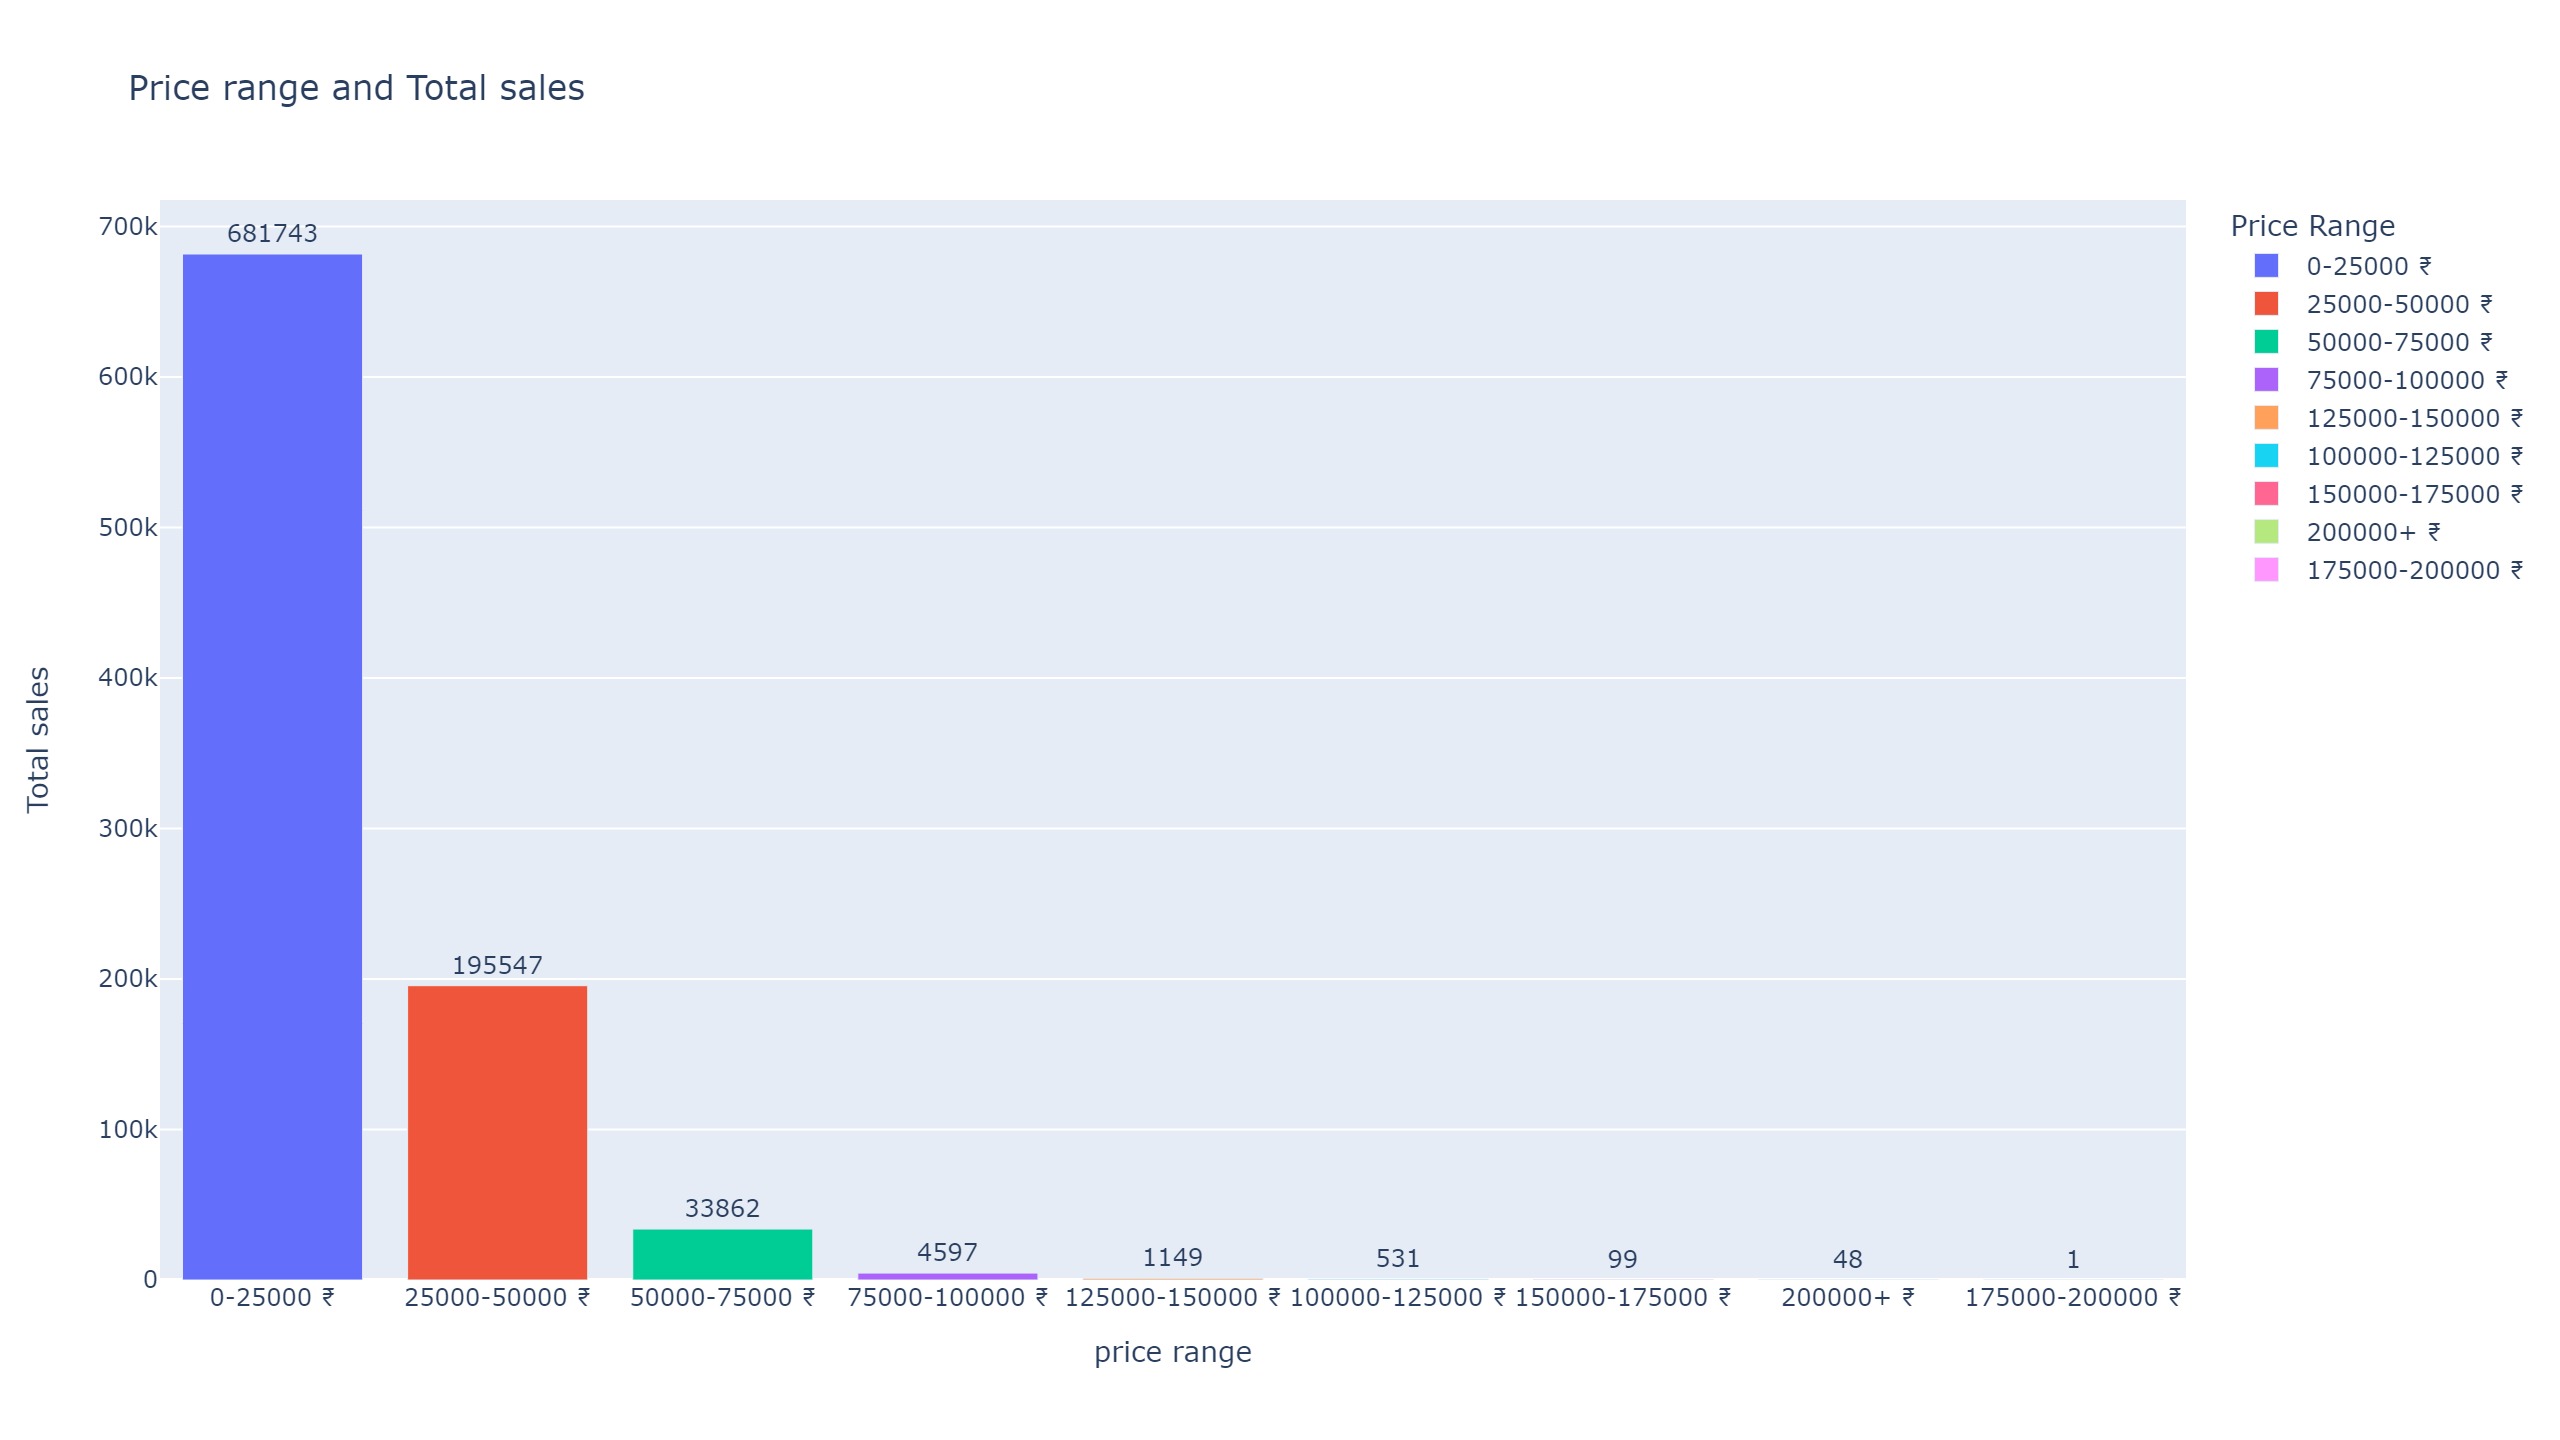 Price range and Total sales
Total sales
700k
600k
500k
400k
300k
200k
100k
0
681743
195547
33862
4597
1149
531
99
48
1
0-25000 ₹
25000-50000 ₹
50000-75000 ₹
75000-100000 ₹
125000-150000 ₹
100000-125000 ₹
150000-175000 ₹
200000+ ₹
175000-200000 ₹
price range
Price Range
0-25000 ₹
25000-50000 ₹
50000-75000 ₹
75000-100000 ₹
125000-150000 ₹
100000-125000 ₹
150000-175000 ₹
200000+ ₹
175000-200000 ₹